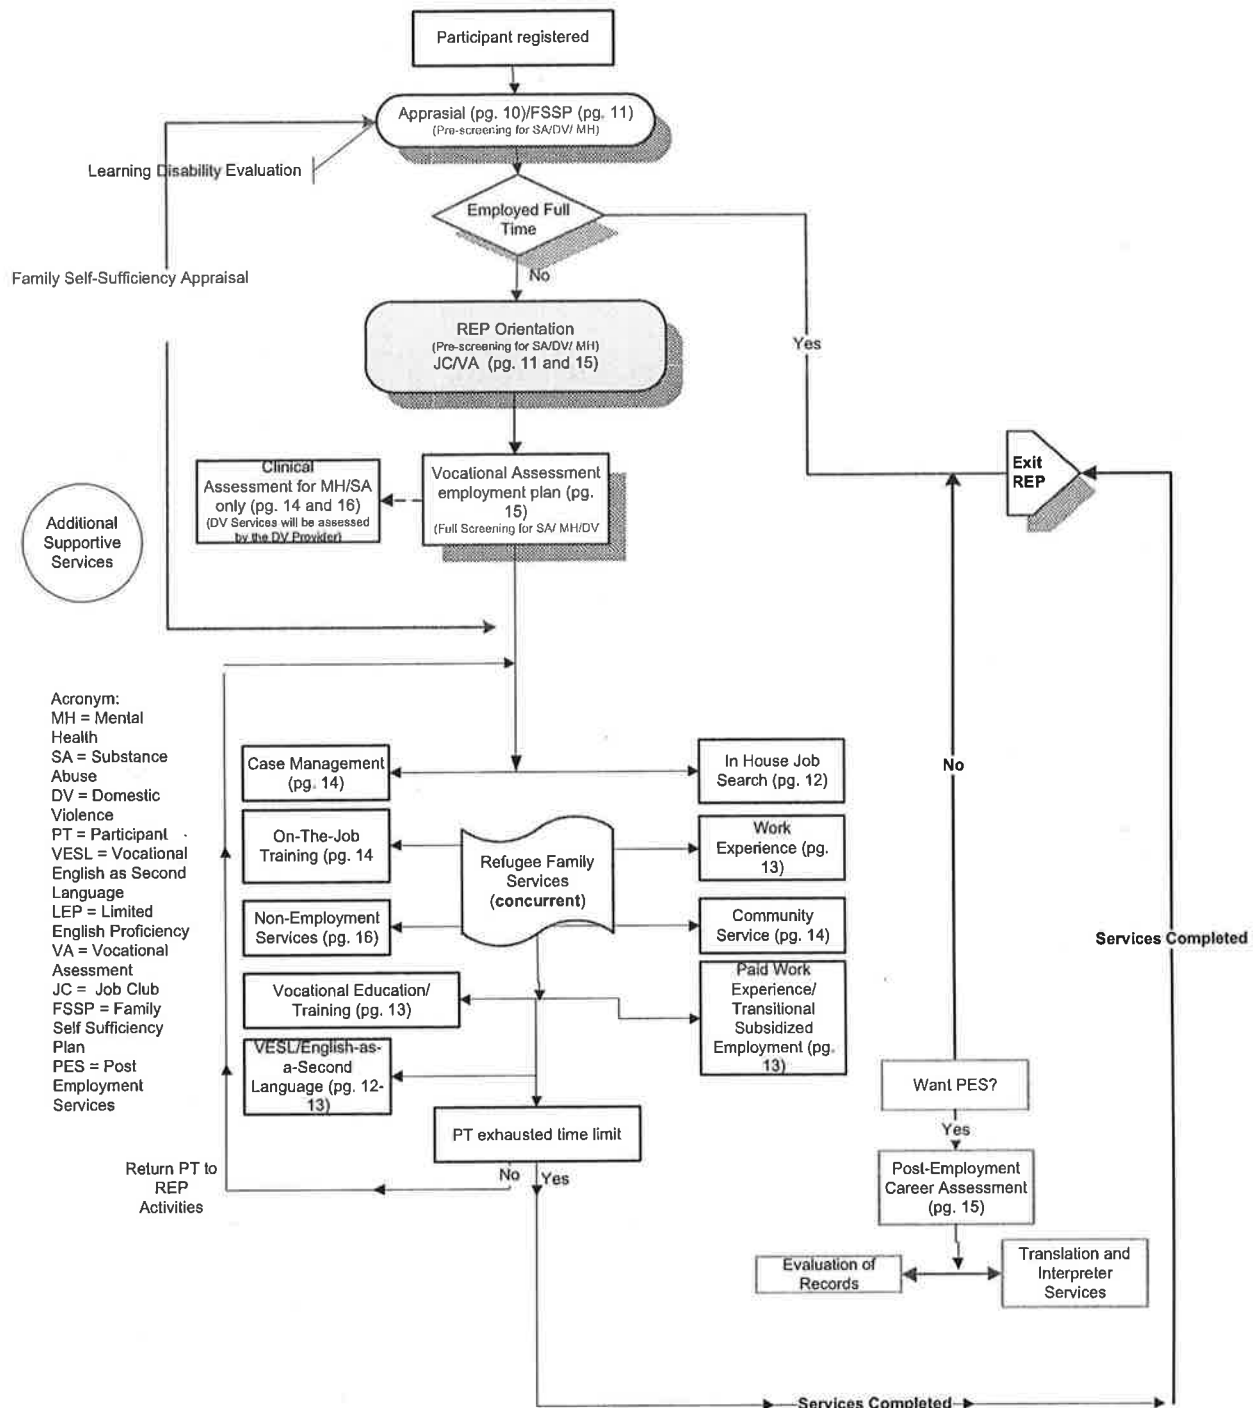 Participant registered
Apprasial (pg. 10)/FSSP (pg. 11)
(Pre-screening for SA/DV/ MH)
Learning Disability Evaluation
Employed Full
Time
No
Family Self-Sufficiency Appraisal
REP Orientation
(Pre-screening for SA/DV/ MH)
JC/VA (pg. 11 and 15)
Yes
Clinical
Assessment for MH/SA
only (pg. 14 and 16)
(DV Services will be assessed
by the DV Provider)
Vocational Assessment
employment plan (pg.
15)
(Full Screening for SA/ MH/DV
Exit
REP
Additional
Supportive
Services
Acronym:
MH = Mental
Health
SA = Substance
Abuse
DV = Domestic
Violence
PT = Participant
VESL = Vocational
English as Second
Language
LEP = Limited
English Proficiency
VA = Vocational
Asessment
JC = Job Club
FSSP = Family
Self Sufficiency
Plan
PES = Post
Employment
Services
Case Management
(pg. 14)
In House Job
Search (pg. 12)
No
On-The-Job
Training (pg. 14
Refugee Family
Services
(concurrent)
Work
Experience (pg.
13)
Non-Employment
Services (pg. 16)
Community
Service (pg. 14)
Services Completed
Vocational Education/
Training (pg. 13)
Paid Work
Experience/
Transitional
Subsidized
Employment (pg.
13)
VESL/English-as-
a-Second
Language (pg. 12-
13)
Want PES?
PT exhausted time limit
Yes
Return PT to
REP
Activities
No
Yes
Post-Employment
Career Assessment
(pg. 15)
Evaluation of
Records
Translation and
Interpreter
Services
Services Completed